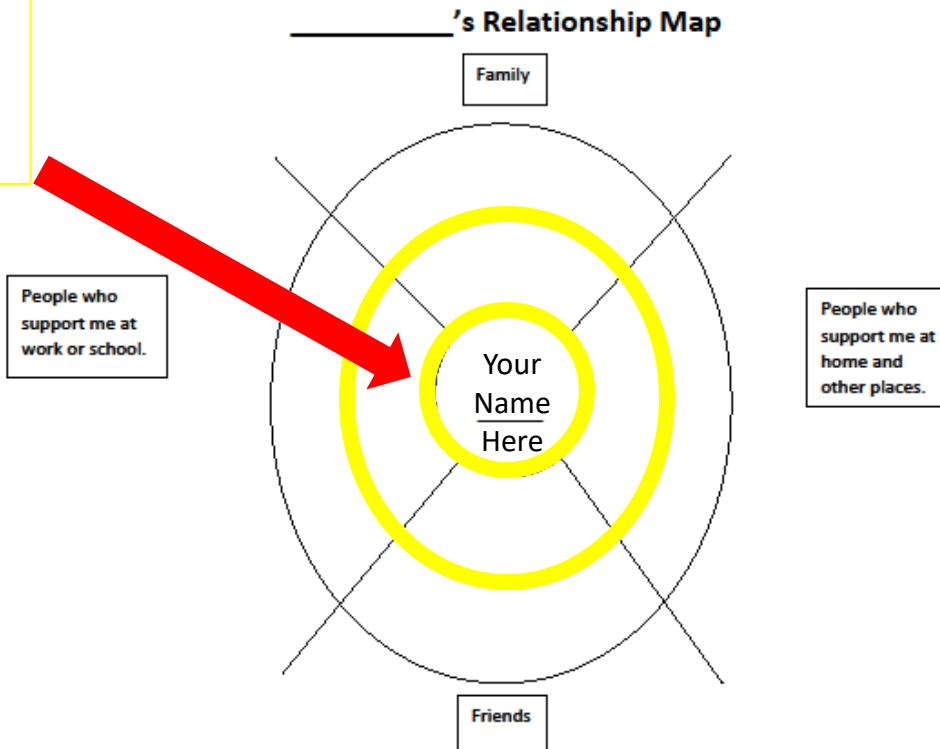 __________'s Relationship Map
Family
People who
support me at
work or school.
Your
Name
Here
People who
support me at
home and
other places.
Friends